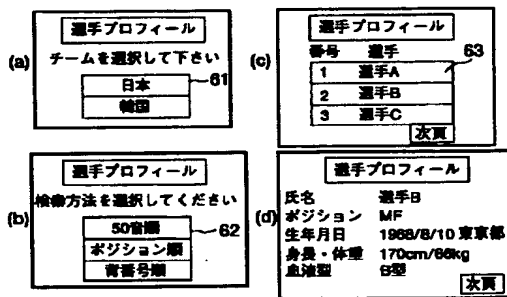 (a)
選手プロフィール
チームを選択して下さい
日本
韓国
61
(b)
選手プロフィール
検索方法を選択してください
50音順
ポジション順
背番号順
62
(c)
選手プロフィール
番号 選手
1 選手A
2 選手B
3 選手C
次頁
63
(d)
選手プロフィール
氏名 選手B
ポジション MF
生年月日 1968/8/10 東京都
身長・体重 170cm/66kg
血液型 B型
次頁